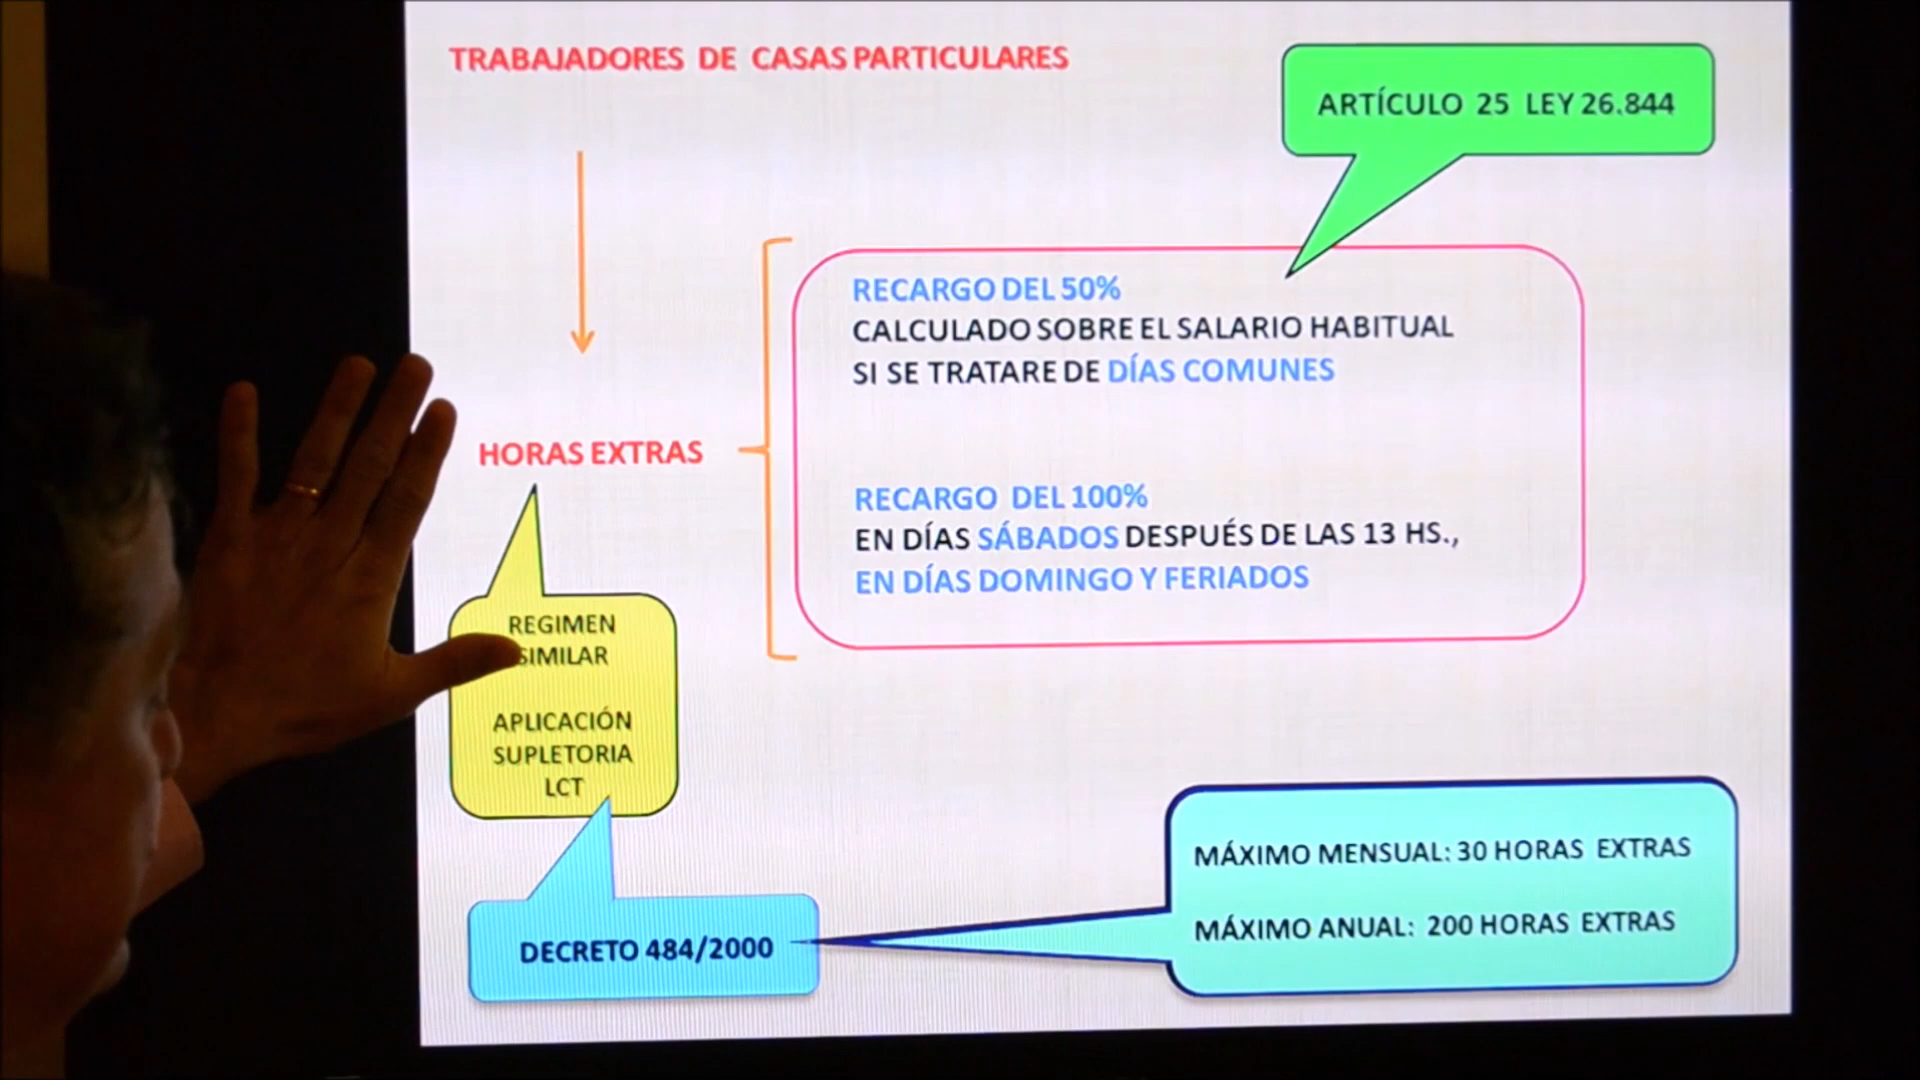 TRABAJADORES DE CASAS PARTICULARES
ARTÍCULO 25 LEY 26.844
RECARGO DEL 50%
CALCULADO SOBRE EL SALARIO HABITUAL
SI SE TRATARE DE DÍAS COMUNES
HORAS EXTRAS
RECARGO DEL 100%
EN DÍAS SÁBADOS DESPUÉS DE LAS 13 HS.,
EN DÍAS DOMINGO Y FERIADOS
REGIMEN
SIMILAR
APLICACIÓN
SUPLETORIA
LCT
DECRETO 484/2000
MÁXIMO MENSUAL: 30 HORAS EXTRAS
MÁXIMO ANUAL: 200 HORAS EXTRAS